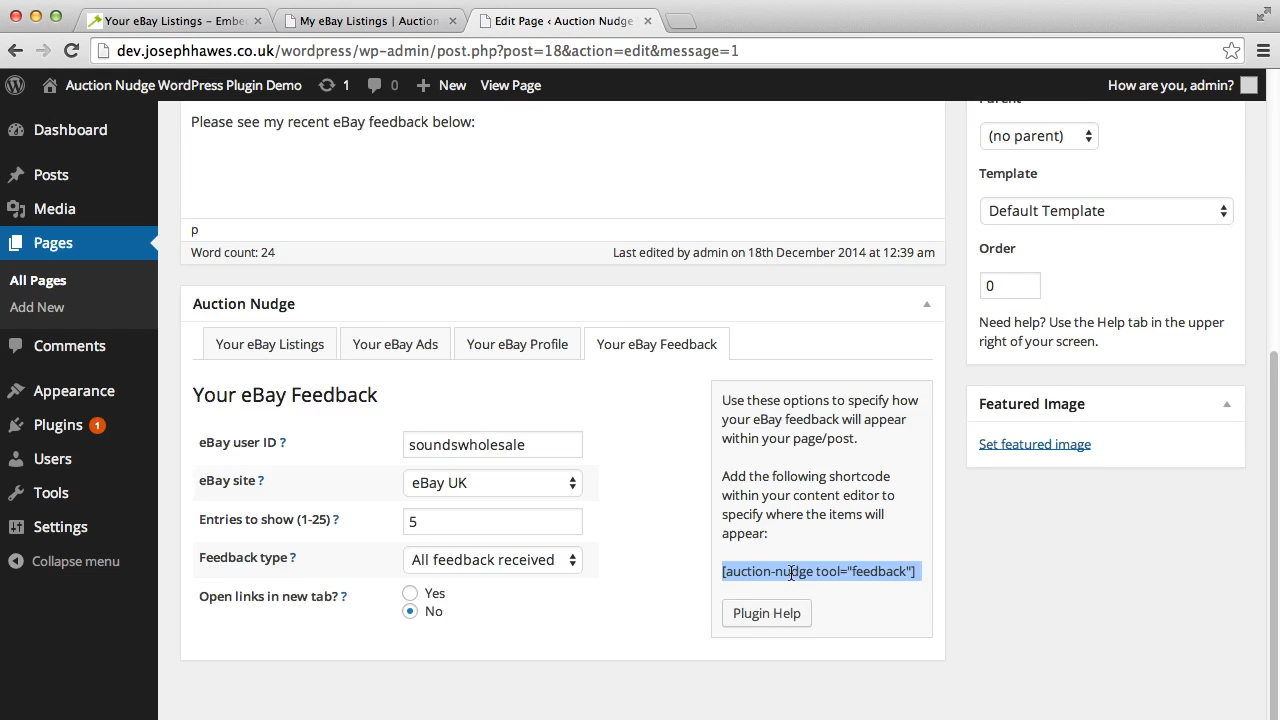 Your eBay Listings – Embe
My eBay Listings | Auction
Edit Page ‹ Auction Nudge
dev.josephhawes.co.uk/wordpress/wp-admin/post.php?post=18&action=edit&message=1
Auction Nudge WordPress Plugin Demo 1 0 New View Page How are you, admin?
Dashboard
Posts
Media
Pages
All Pages
Add New
Comments
Appearance
Plugins 1
Users
Tools
Settings
Collapse menu
Please see my recent eBay feedback below:
p
Word count: 24 Last edited by admin on 18th December 2014 at 12:39 am
Auction Nudge
Your eBay Listings Your eBay Ads Your eBay Profile Your eBay Feedback
Your eBay Feedback
eBay user ID ? soundswholesale
eBay site ? eBay UK
Entries to show (1-25) ? 5
Feedback type ? All feedback received
Open links in new tab? ? Yes
No
Use these options to specify how
your eBay feedback will appear
within your page/post.
Add the following shortcode
within your content editor to
specify where the items will
appear:
[auction-nudge tool="feedback"]
Plugin Help
Parent
(no parent)
Template
Default Template
Order
0
Need help? Use the Help tab in the upper
right of your screen.
Featured Image
Set featured image